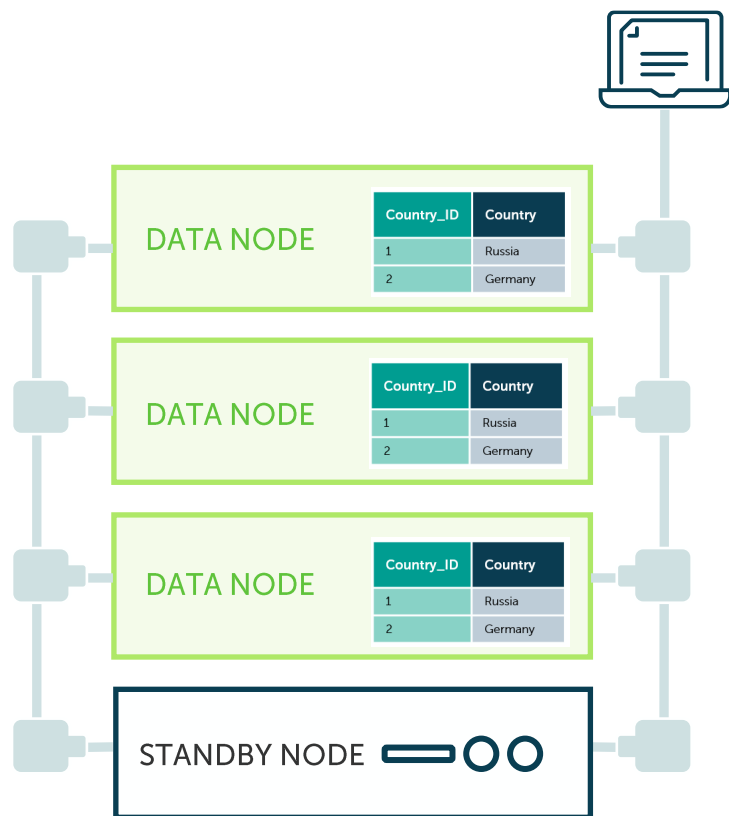 DATA NODE
Country_ID Country
1 Russia
2 Germany
DATA NODE
Country_ID Country
1 Russia
2 Germany
DATA NODE
Country_ID Country
1 Russia
2 Germany
STANDBY NODE